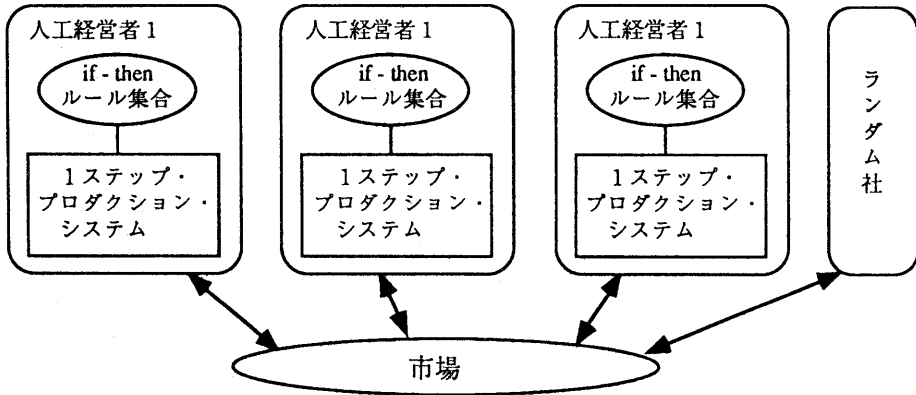 人工経営者 1
if - then
ルール集合
1 ステップ・
プロダクション・
システム
人工経営者 1
if - then
ルール集合
1 ステップ・
プロダクション・
システム
人工経営者 1
if - then
ルール集合
1 ステップ・
プロダクション・
システム
ランダム社
市場